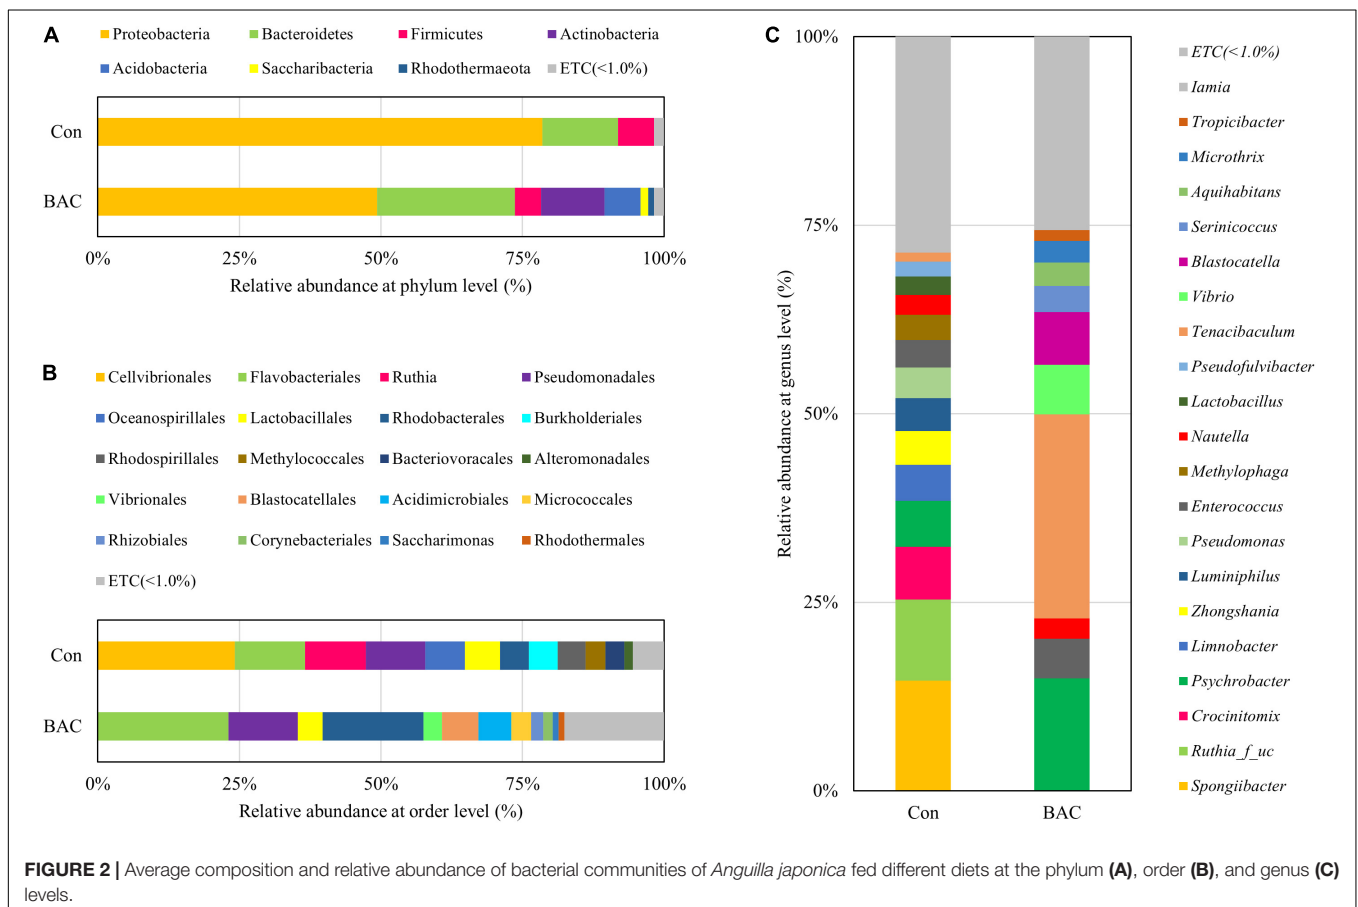 A
Proteobacteria Bacteroidetes Firmicutes Actinobacteria
Acidobacteria Saccharibacteria Rhodothermaeota ETC(<1.0%)
Con
BAC
0% 25% 50% 75% 100%
Relative abundance at phylum level (%)
B
Cellvibrionales Flavobacteriales Ruthia Pseudomonadales
Oceanospirillales Lactobacillales Rhodobacterales Burkholderiales
Rhodospirillales Methylococcales Bacteriovoracales Alteromonadales
Vibrionales Blastocatellales Acidimicrobiales Micrococcales
Rhizobiales Corynebacteriales Saccharimonas Rhodothermales
ETC(<1.0%)
Con
BAC
0% 25% 50% 75% 100%
Relative abundance at order level (%)
C
100%
75%
50%
25%
0%
Relative abundance at genus level (%)
Con BAC
ETC(<1.0%)
Iamia
Tropicibacter
Microthrix
Aquihabitans
Serinicoccus
Blastocatella
Vibrio
Tenacibaculum
Pseudofulvibacter
Lactobacillus
Nautella
Methylophaga
Enterococcus
Pseudomonas
Luminiphilus
Zhongshania
Limnobacter
Psychrobacter
Crocinitomix
Ruthia_f_uc
Spongiibacter
FIGURE 2 | Average composition and relative abundance of bacterial communities of Anguilla japonica fed different diets at the phylum (A), order (B), and genus (C)
levels.